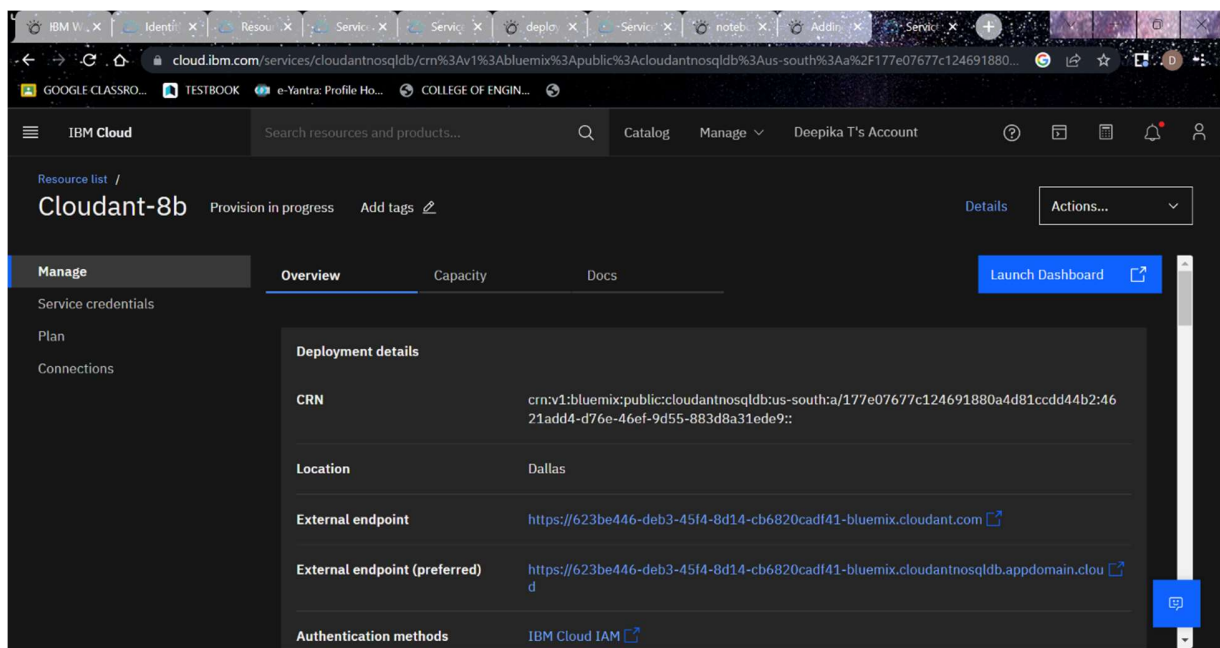 IBM W
Identi
Resou
Servic
Servic
deplo
-Servic
noteb
Addin
Servic
cloud.ibm.com/services/cloudantnosqldb/crn%3Av1%3Abluemix%3Apublic%3Acloudantnosqldb%3Aus-south%3Aa%2F177e07677c124691880...
GOOGLE CLASSRO... TESTBOOK e-Yantra: Profile Ho... COLLEGE OF ENGIN...
IBM Cloud Search resources and products... Catalog Manage Deepika T's Account
Resource list /
Cloudant-8b Provision in progress Add tags Details Actions...
Manage
Service credentials
Plan
Connections
Overview Capacity Docs Launch Dashboard
Deployment details
CRN crn:v1:bluemix:public:cloudantnosqldb:us-south:a/177e07677c124691880a4d81ccdd44b2:46
21add4-d76e-46ef-9d55-883d8a31ede9::
Location Dallas
External endpoint https://623be446-deb3-45f4-8d14-cb6820cadf41-bluemix.cloudant.com
External endpoint (preferred) https://623be446-deb3-45f4-8d14-cb6820cadf41-bluemix.cloudantnosqldb.appdomain.clou
d
Authentication methods IBM Cloud IAM